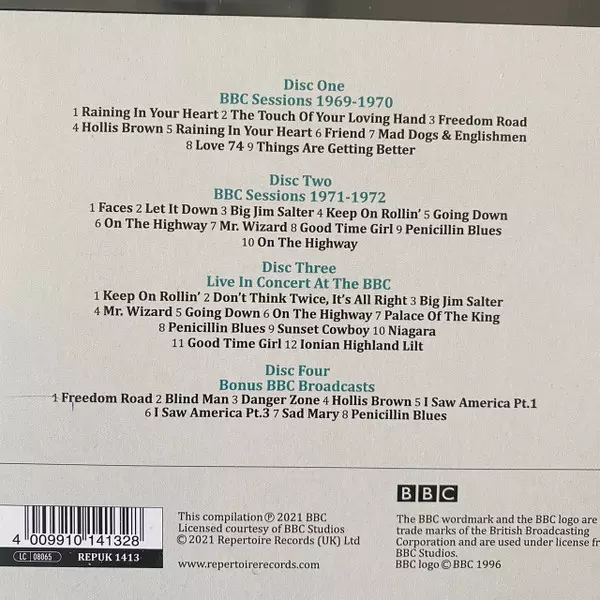 Disc One
BBC Sessions 1969-1970
1 Raining In Your Heart 2 The Touch Of Your Loving Hand 3 Freedom Road
4 Hollis Brown 5 Raining In Your Heart 6 Friend 7 Mad Dogs & Englishmen
8 Love 74 9 Things Are Getting Better
Disc Two
BBC Sessions 1971-1972
1 Faces 2 Let It Down 3 Big Jim Salter 4 Keep On Rollin' 5 Going Down
6 On The Highway 7 Mr. Wizard 8 Good Time Girl 9 Penicillin Blues
10 On The Highway
Disc Three
Live In Concert At The BBC
1 Keep On Rollin' 2 Don't Think Twice, It's All Right 3 Big Jim Salter
4 Mr. Wizard 5 Going Down 6 On The Highway 7 Palace Of The King
8 Penicillin Blues 9 Sunset Cowboy 10 Niagara
11 Good Time Girl 12 Ionian Highland Lilt
Disc Four
Bonus BBC Broadcasts
1 Freedom Road 2 Blind Man 3 Danger Zone 4 Hollis Brown 5 I Saw America Pt.1
6 I Saw America Pt.3 7 Sad Mary 8 Penicillin Blues
4 009910 141328
LC 08065 REPUK 1413
This compilation ℗ 2021 BBC
Licensed courtesy of BBC Studios
© 2021 Repertoire Records (UK) Ltd
www.repertoirerecords.com
BBC
The BBC wordmark and the BBC logo are
trade marks of the British Broadcasting
Corporation and are used under license fr
BBC Studios.
BBC logo © BBC 1996